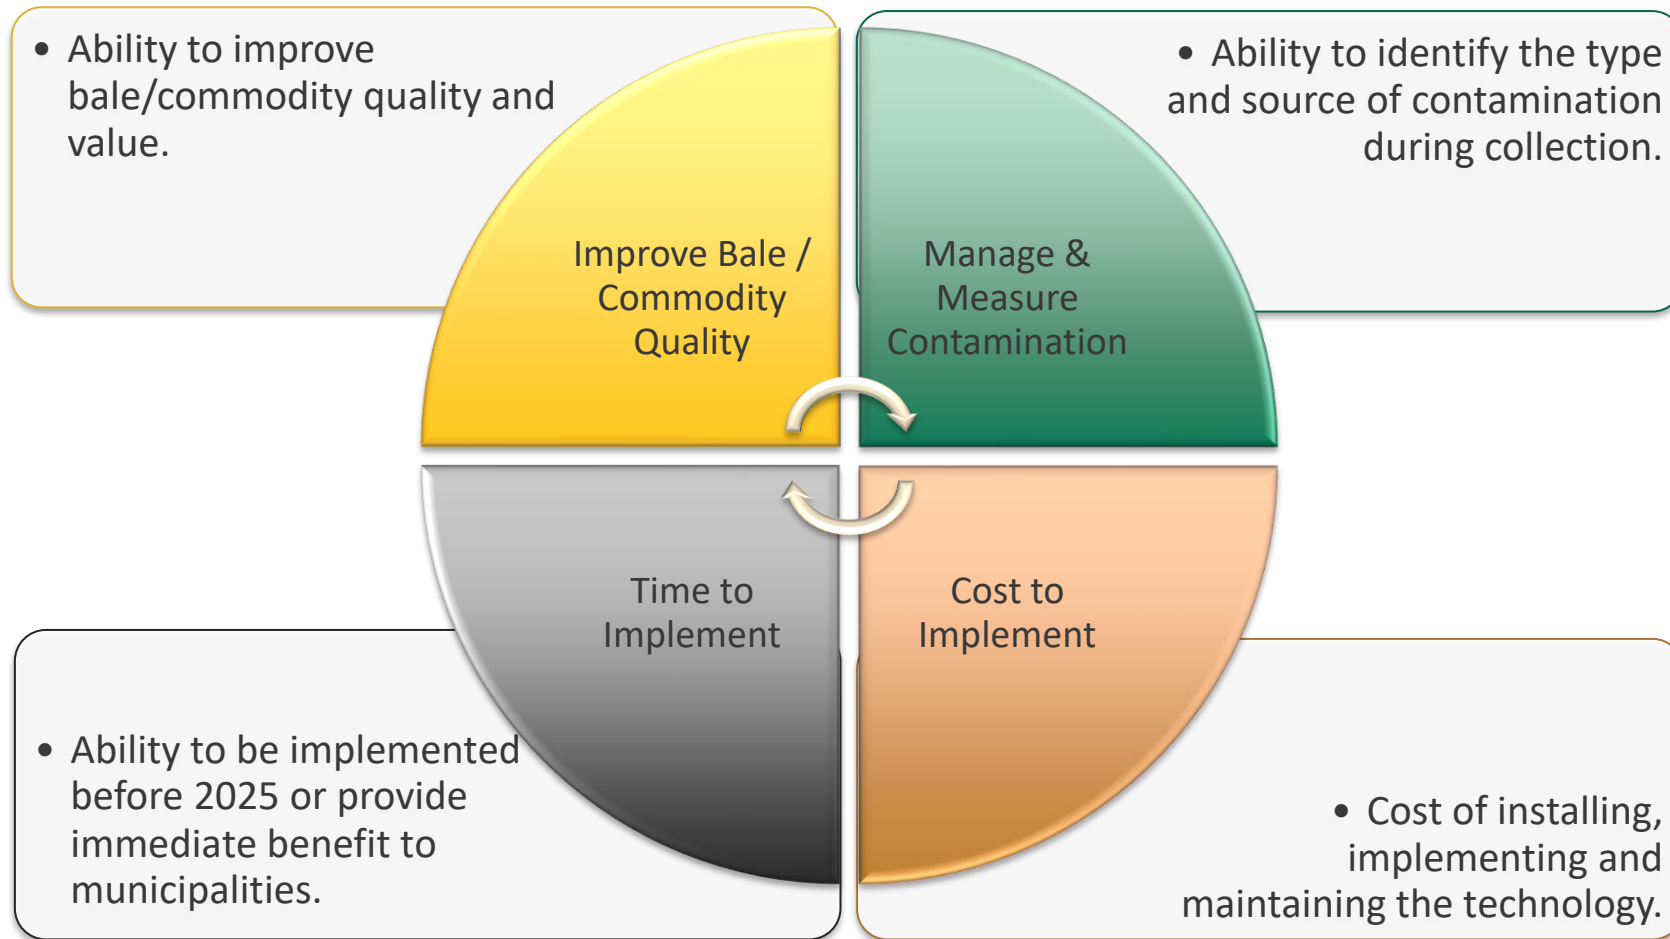 • Ability to improve
bale/commodity quality and
value.
• Ability to identify the type
and source of contamination
during collection.
Improve Bale /
Commodity
Quality
Manage &
Measure
Contamination
Time to
Implement
Cost to
Implement
• Ability to be implemented
before 2025 or provide
immediate benefit to
municipalities.
• Cost of installing,
implementing and
maintaining the technology.